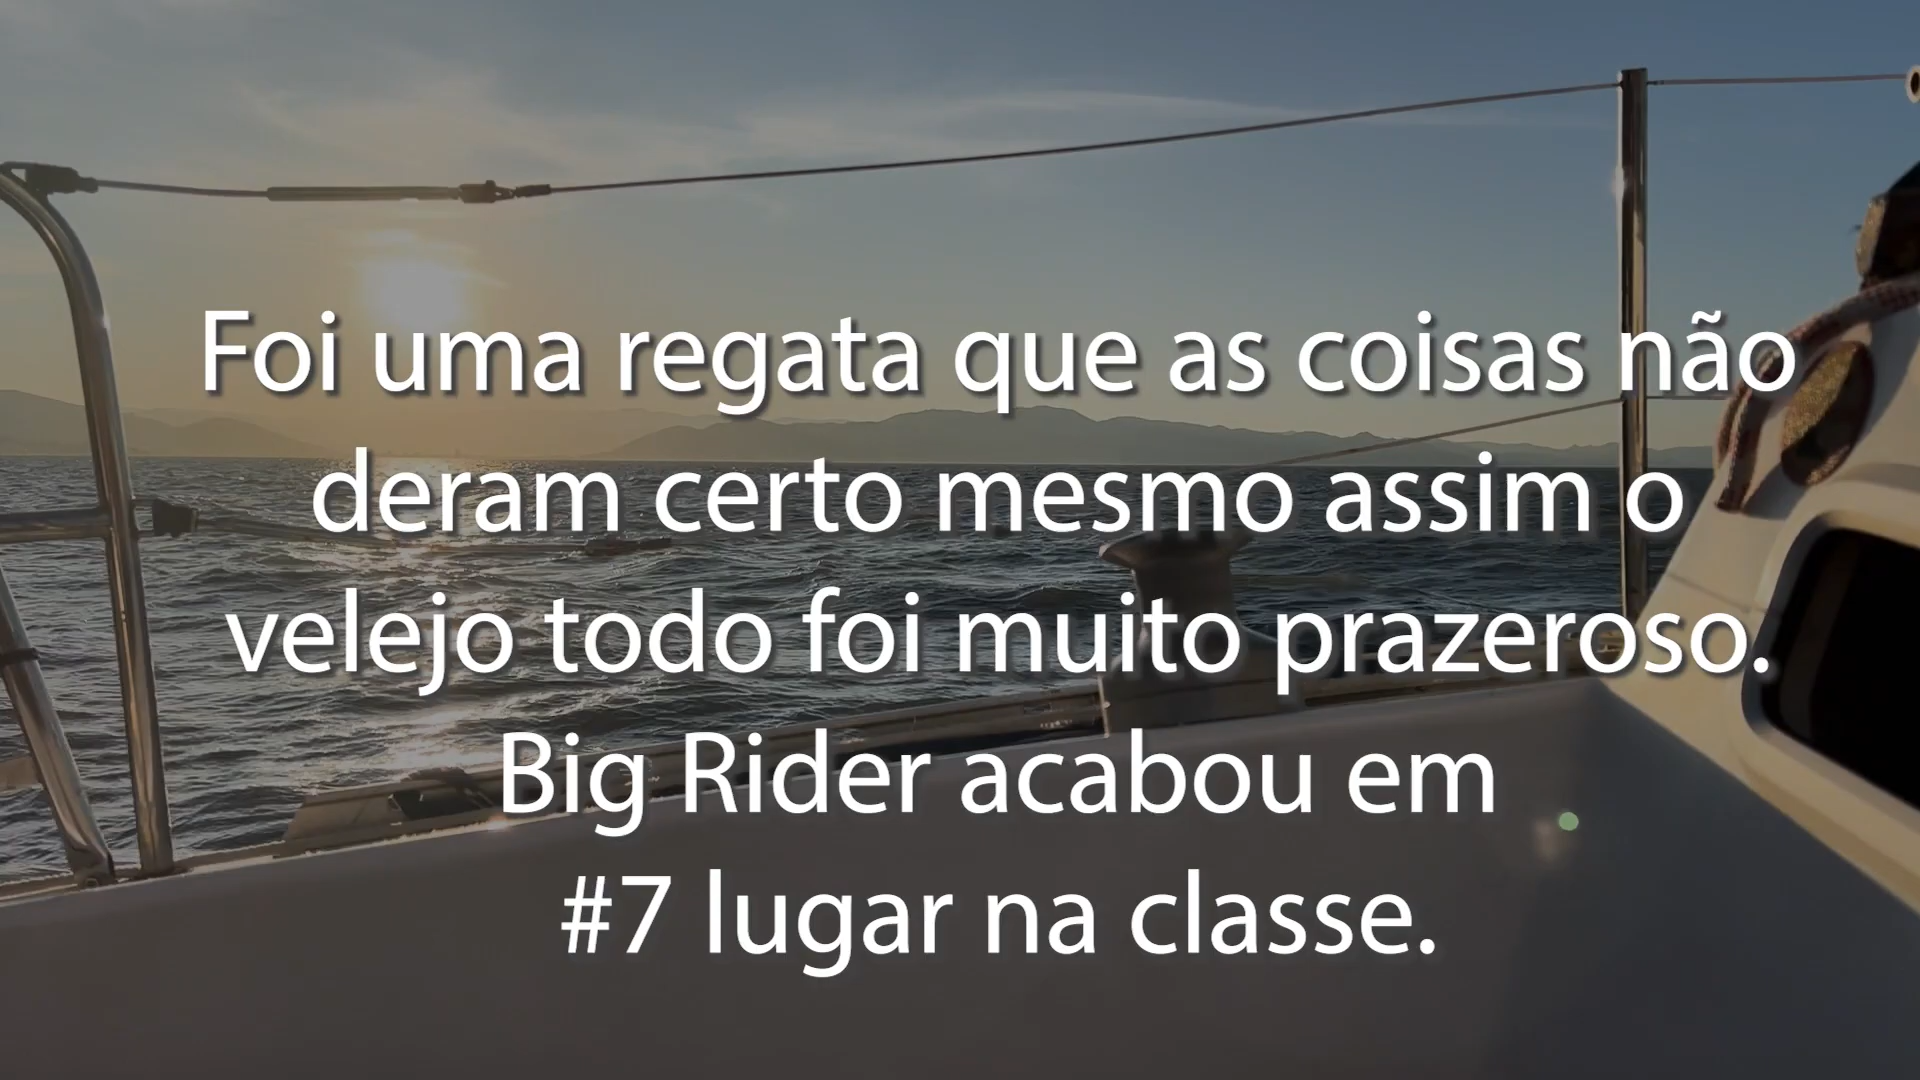 Foi uma regata que as coisas não
deram certo mesmo assim o
velejo todo foi muito prazeroso.
Big Rider acabou em
#7 lugar na classe.